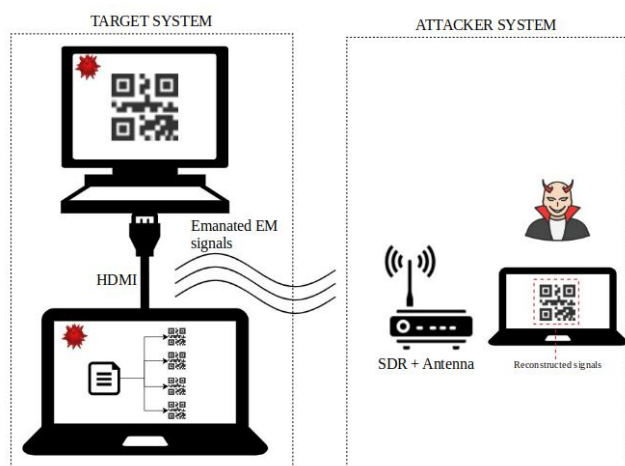 TARGET SYSTEM
ATTACKER SYSTEM
Emanated EM
signals
HDMI
SDR + Antenna
Reconstructed signals